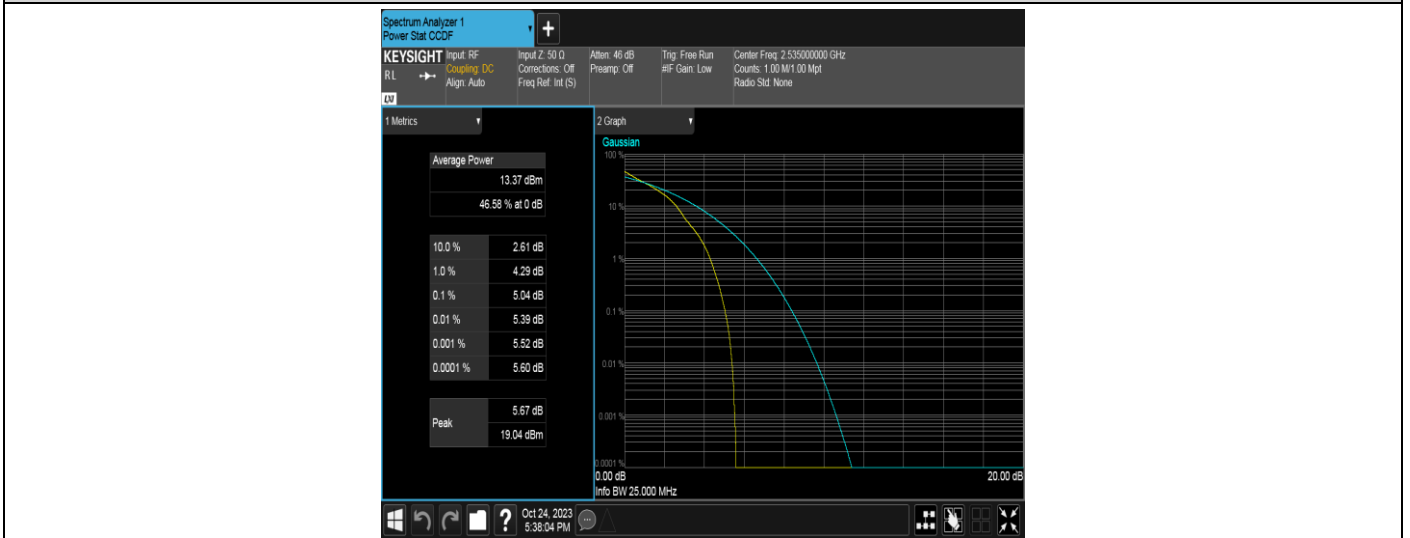 Spectrum Analyzer 1
Power Stat CCDF
+
KEYSIGHT
RL
LXI
Input: RF
Coupling: DC
Align: Auto
Input Z: 50 Ω
Corrections: Off
Freq Ref: Int (S)
Atten: 46 dB
Preamp: Off
Trig: Free Run
#IF Gain: Low
Center Freq: 2.535000000 GHz
Counts: 1.00 M/1.00 Mpt
Radio Std: None
1 Metrics
Average Power
13.37 dBm
46.58 % at 0 dB
10.0 % 2.61 dB
1.0 % 4.29 dB
0.1 % 5.04 dB
0.01 % 5.39 dB
0.001 % 5.52 dB
0.0001 % 5.60 dB
Peak
5.67 dB
19.04 dBm
2 Graph
Gaussian
100 %
10 %
1 %
0.1 %
0.01 %
0.001 %
0.0001 %
0.00 dB 20.00 dB
Info BW 25.000 MHz
?
Oct 24, 2023
5:38:04 PM